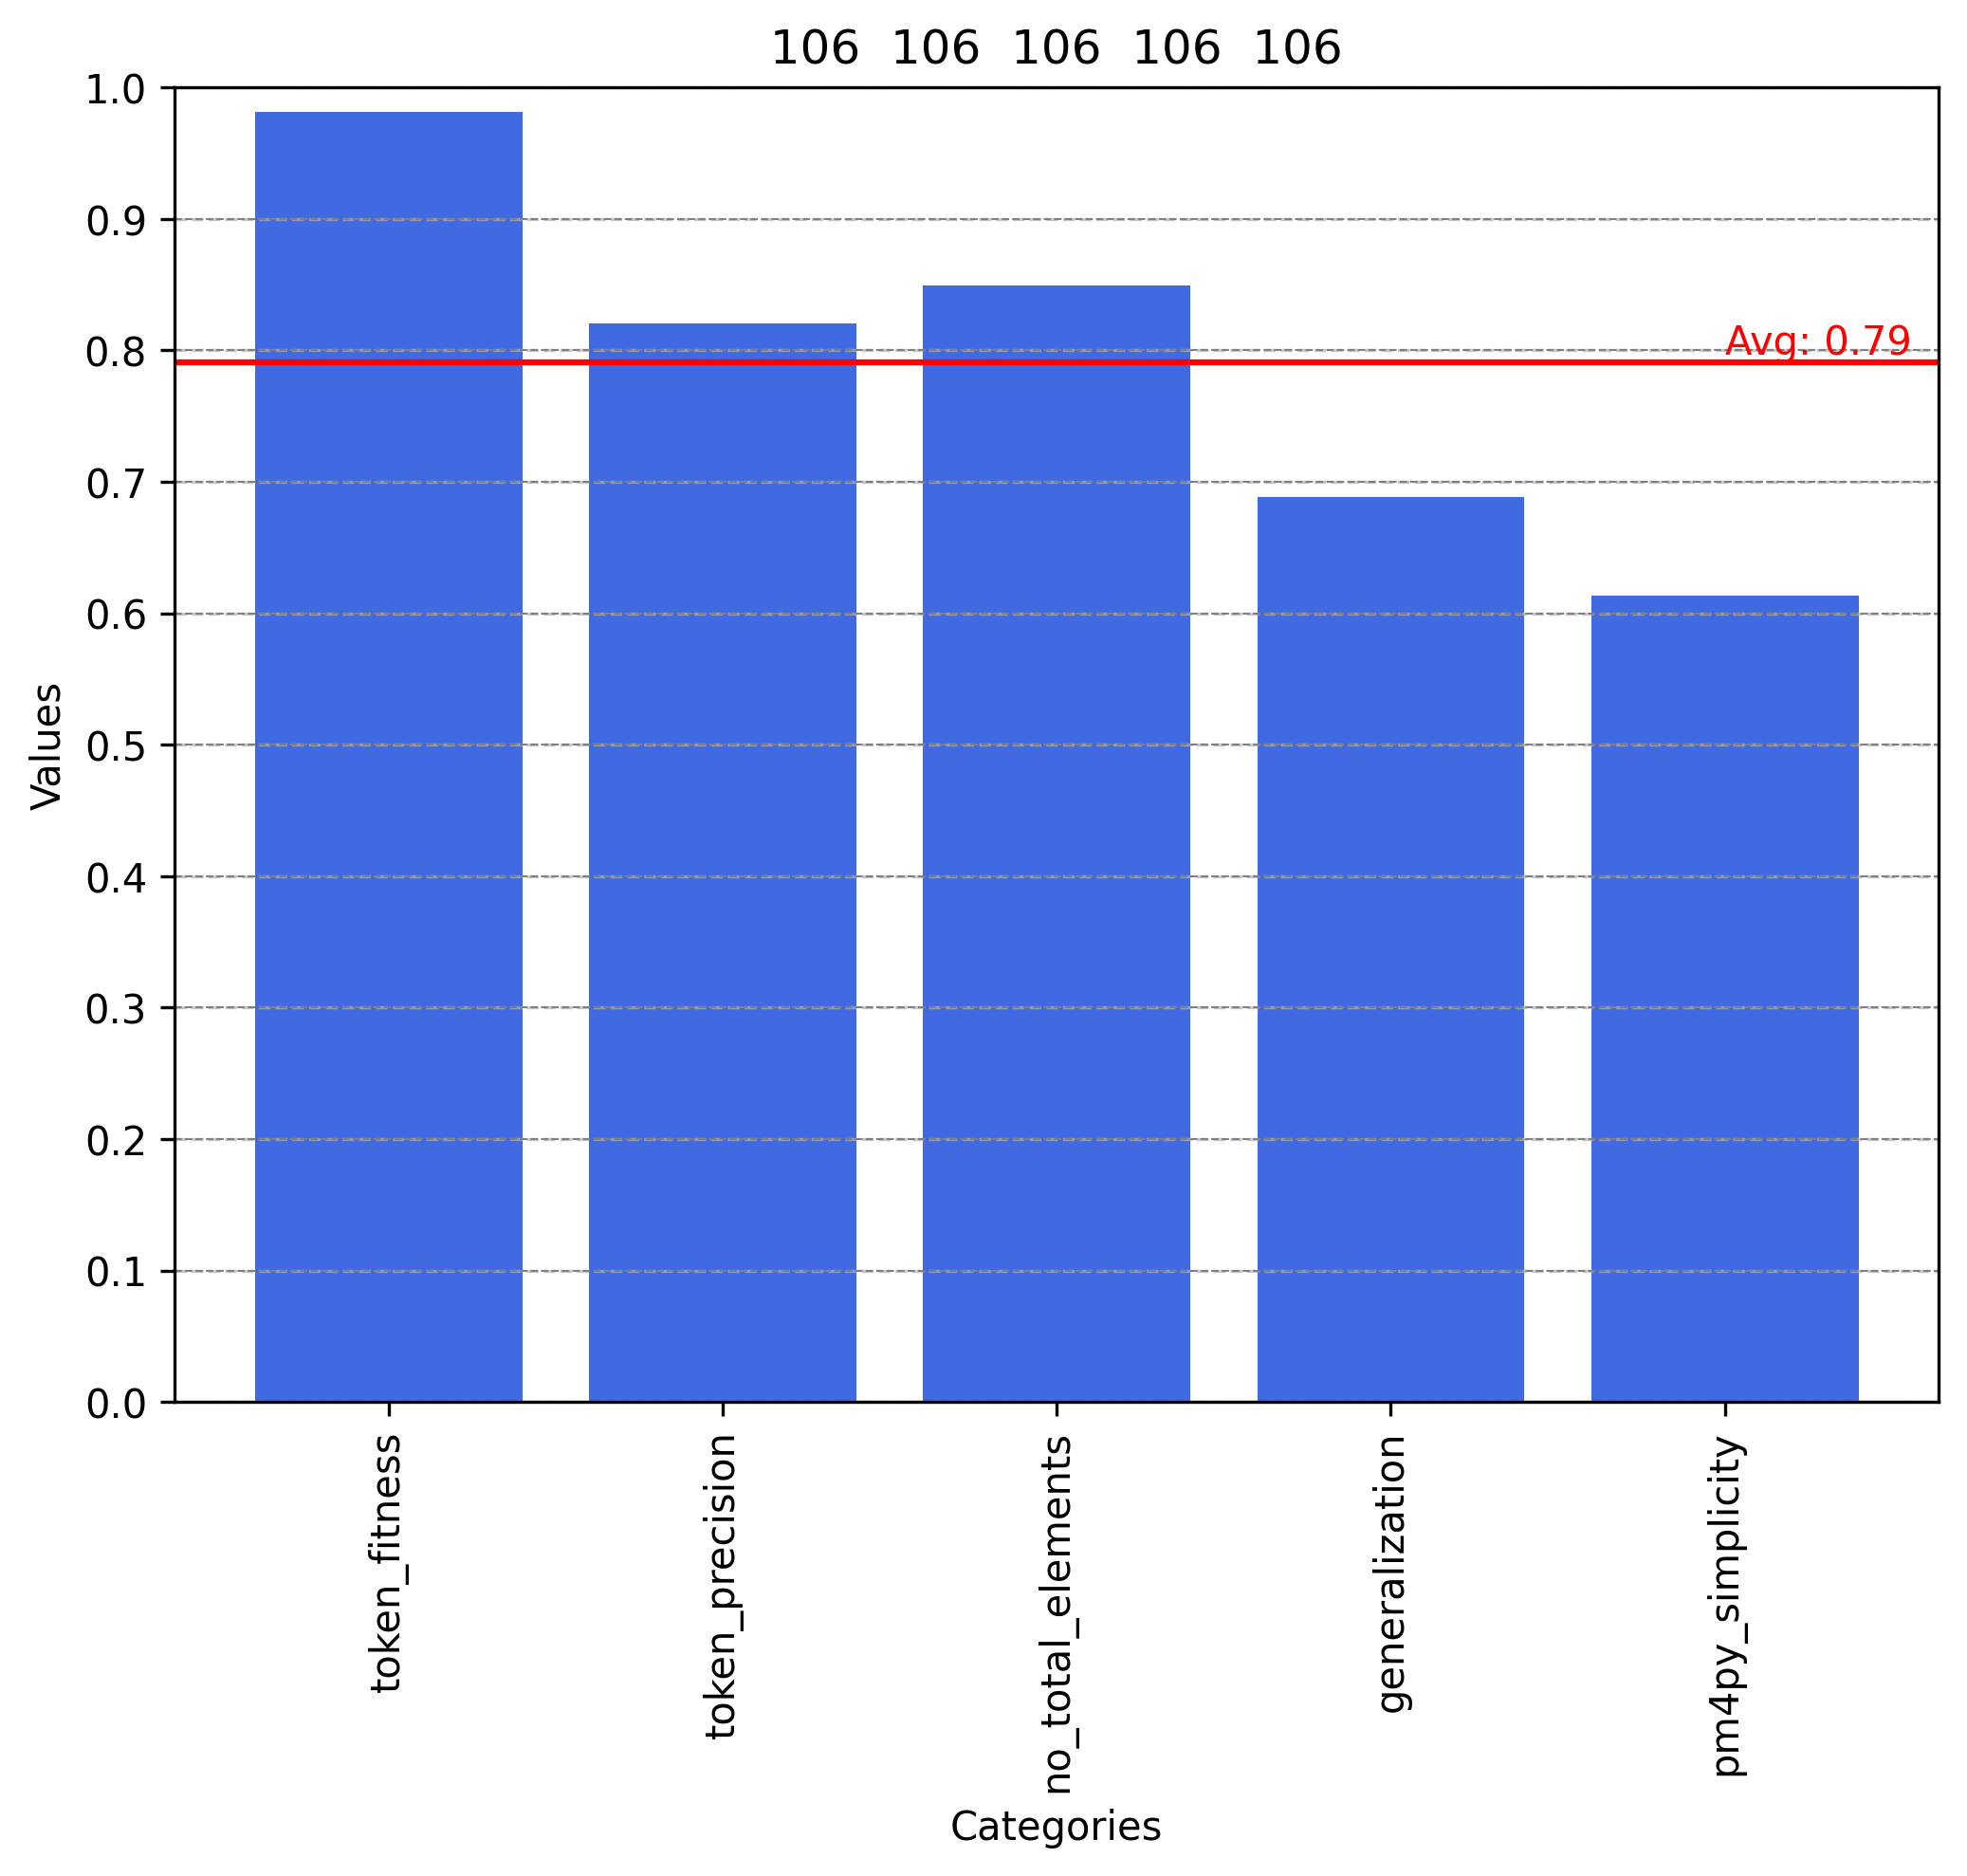 106  106  106  106  106
1.0
0.9
0.8
0.7
0.6
0.5
0.4
0.3
0.2
0.1
0.0
Values
Avg: 0.79
token_fitness
token_precision
no_total_elements
generalization
pm4py_simplicity
Categories